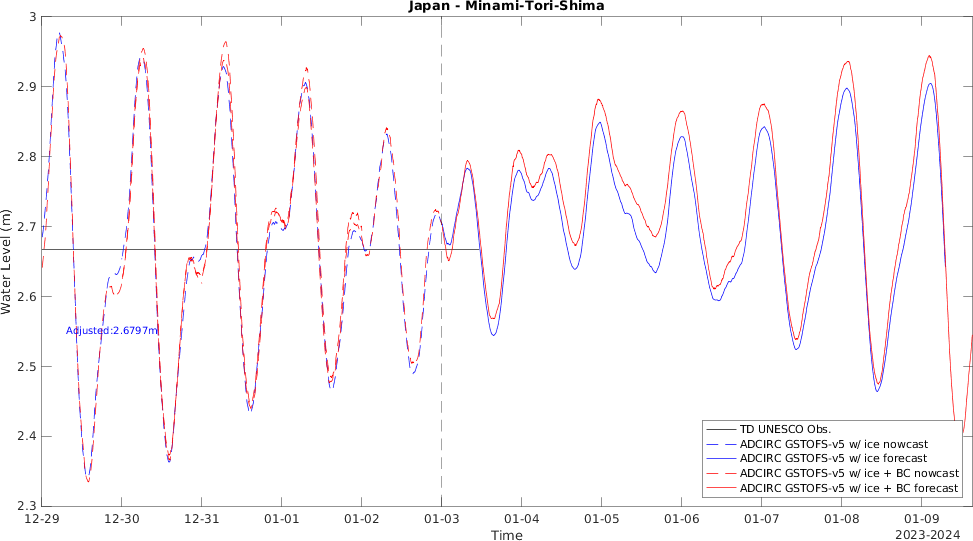 Japan - Minami-Tori-Shima
Water Level (m)
3
2.9
2.8
2.7
2.6
2.5
2.4
2.3
Adjusted:2.6797m
TD UNESCO Obs.
ADCIRC GSTOFS-v5 w/ ice nowcast
ADCIRC GSTOFS-v5 w/ ice forecast
ADCIRC GSTOFS-v5 w/ ice + BC nowcast
ADCIRC GSTOFS-v5 w/ ice + BC forecast
12-29 12-30 12-31 01-01 01-02 01-03 01-04 01-05 01-06 01-07 01-08 01-09
Time
2023-2024